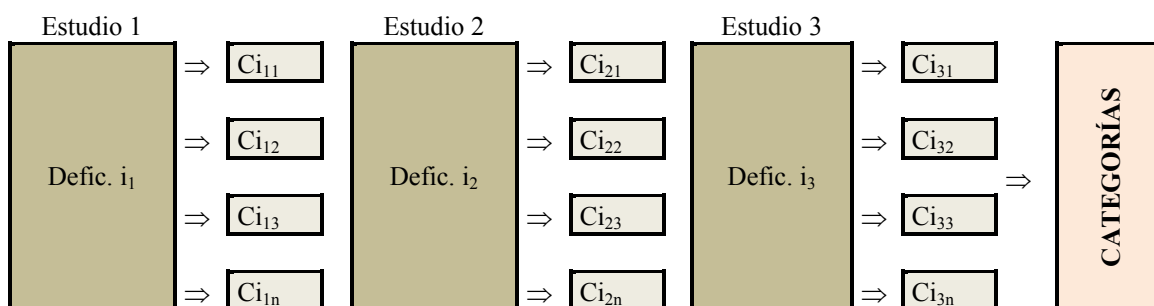 Estudio 1 Estudio 2 Estudio 3
⇒ Ci₁₁ ⇒ Ci₂₁ ⇒ Ci₃₁
⇒ Ci₁₂ ⇒ Ci₂₂ ⇒ Ci₃₂
Defic. i₁ Defic. i₂ Defic. i₃ ⇒ CATEGORÍAS
⇒ Ci₁₃ ⇒ Ci₂₃ ⇒ Ci₃₃
⇒ Ci₁ₙ ⇒ Ci₂ₙ ⇒ Ci₃ₙ